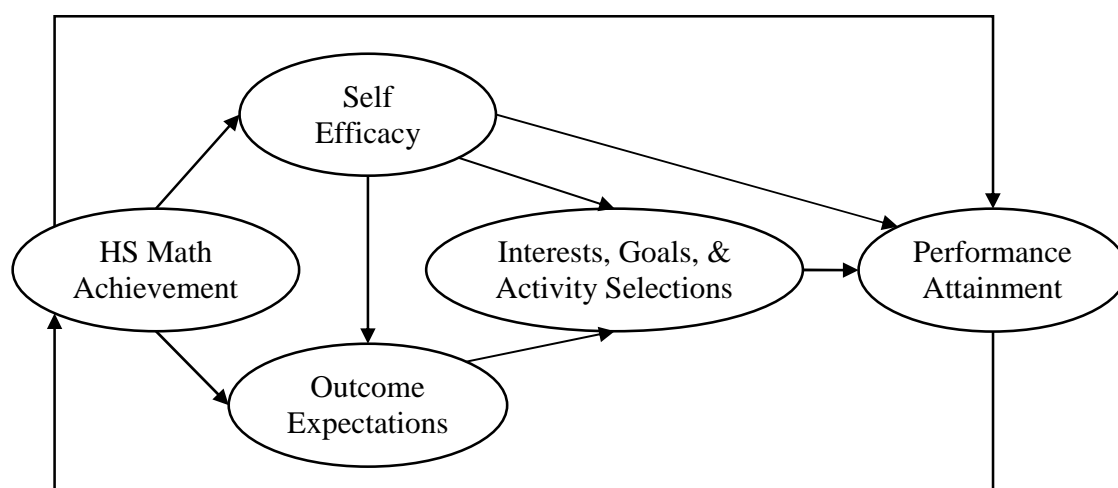 Self
Efficacy
HS Math
Achievement
Interests, Goals, &
Activity Selections
Performance
Attainment
Outcome
Expectations